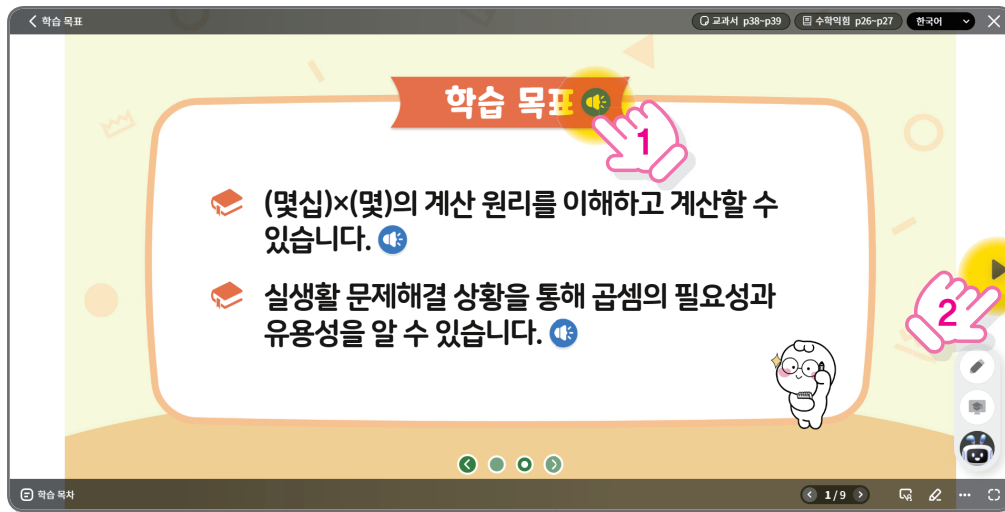 학습 목표
교과서 p38~p39
수학익힘 p26~p27
한국어
학습 목표
1
(몇십)×(몇)의 계산 원리를 이해하고 계산할 수
있습니다.
실생활 문제해결 상황을 통해 곱셈의 필요성과
유용성을 알 수 있습니다.
2
학습 목차
1/9